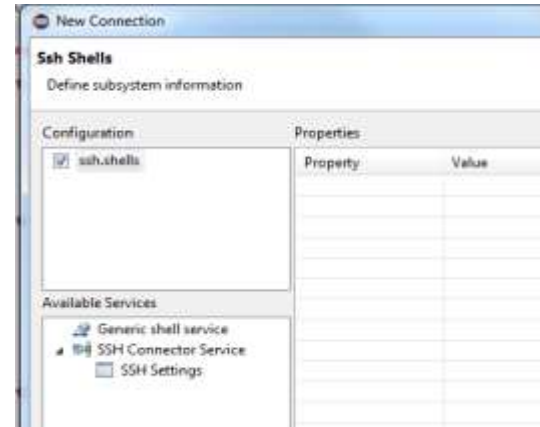 New Connection
Ssh Shells
Define subsystem information
Configuration
Properties
ssh.shells
Property Value
Available Services
Generic shell service
SSH Connector Service
SSH Settings